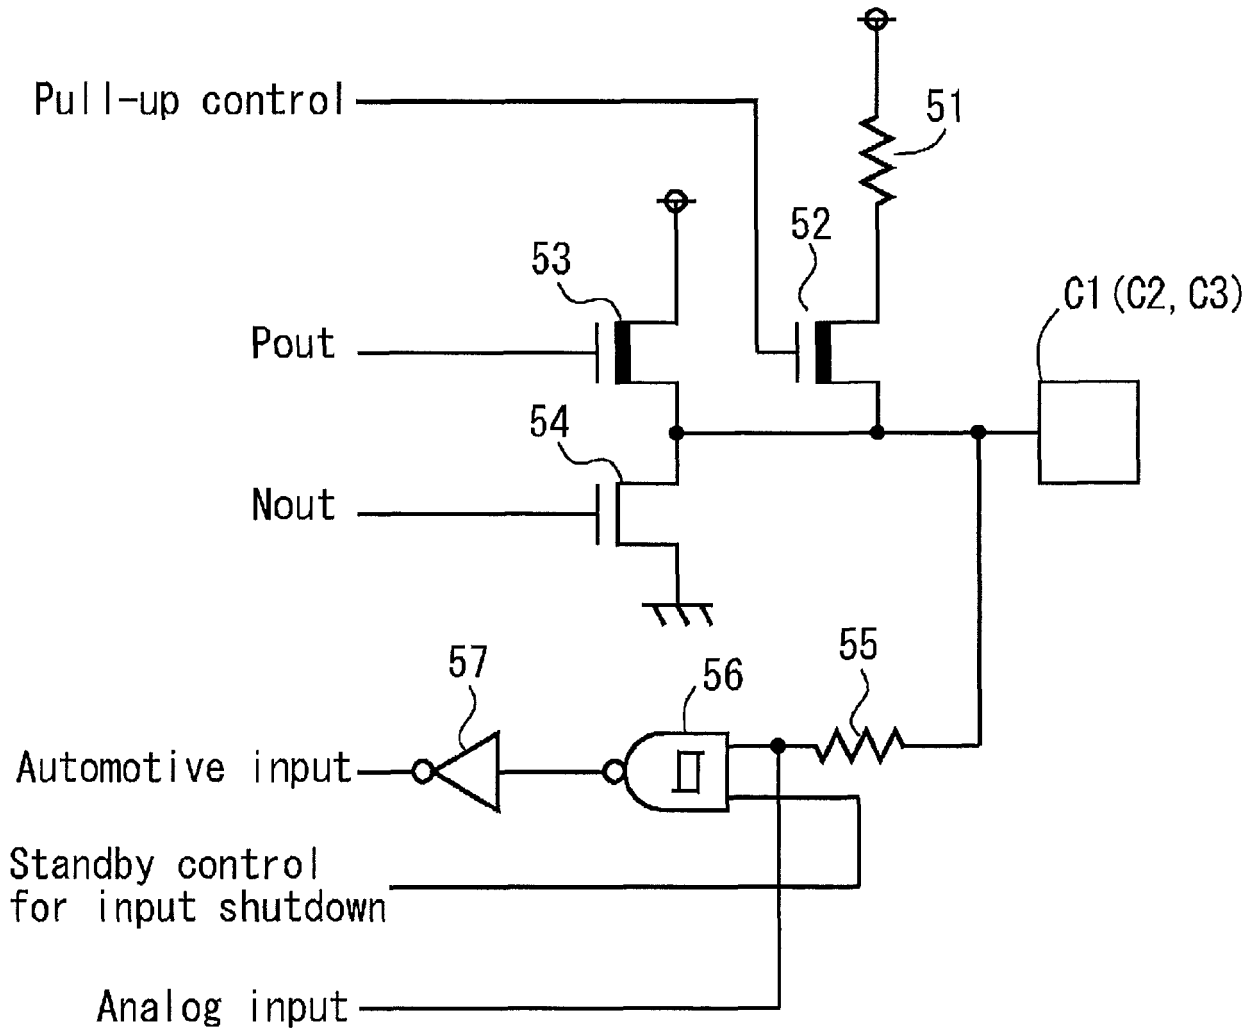 Pull-up control
51
52
53
C1(C2, C3)
Pout
54
Nout
55
57
56
Automotive input
Standby control
for input shutdown
Analog input